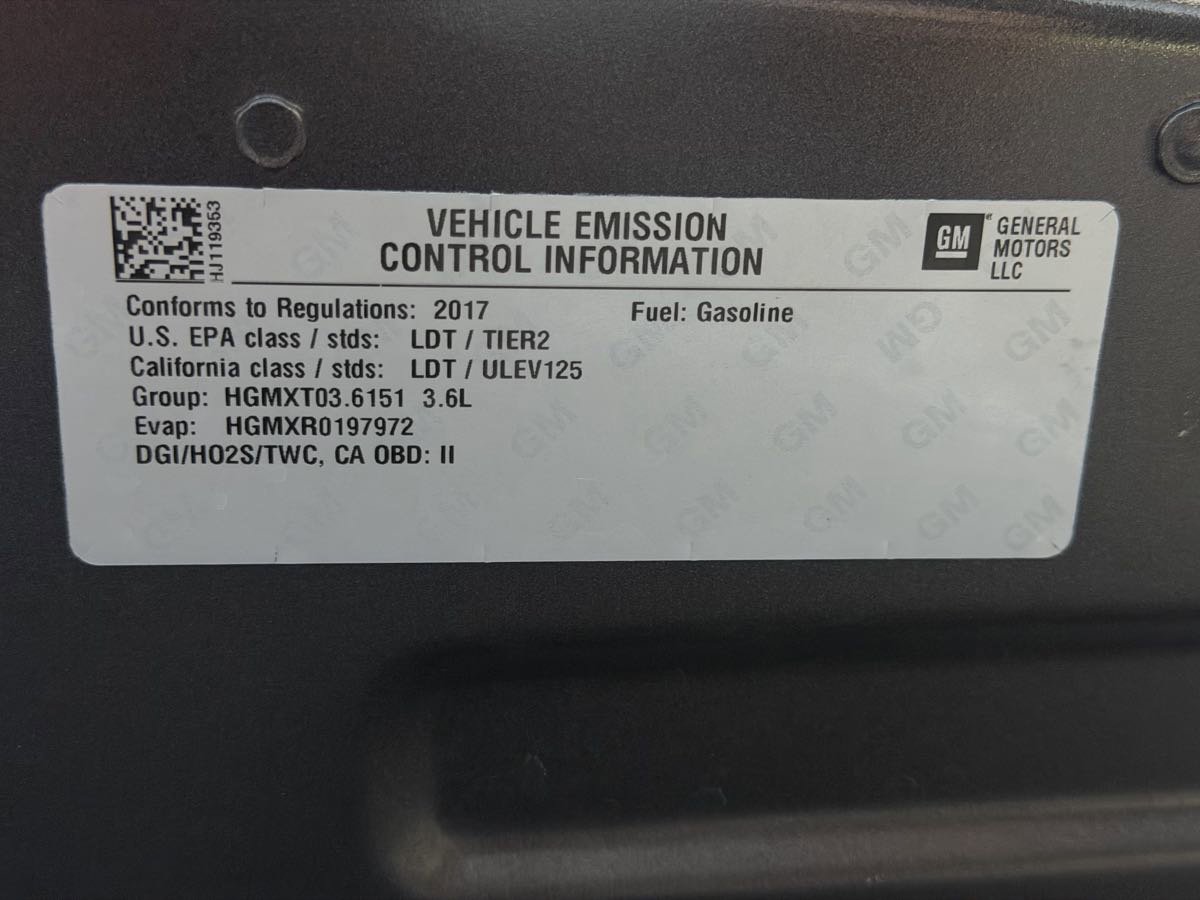 HJ119353
VEHICLE EMISSION
CONTROL INFORMATION
GM
GENERAL
MOTORS
LLC
Conforms to Regulations: 2017 Fuel: Gasoline
U.S. EPA class / stds: LDT / TIER2
California class / stds: LDT / ULEV125
Group: HGMXT03.6151 3.6L
Evap: HGMXR0197972
DGI/HO2S/TWC, CA OBD: II